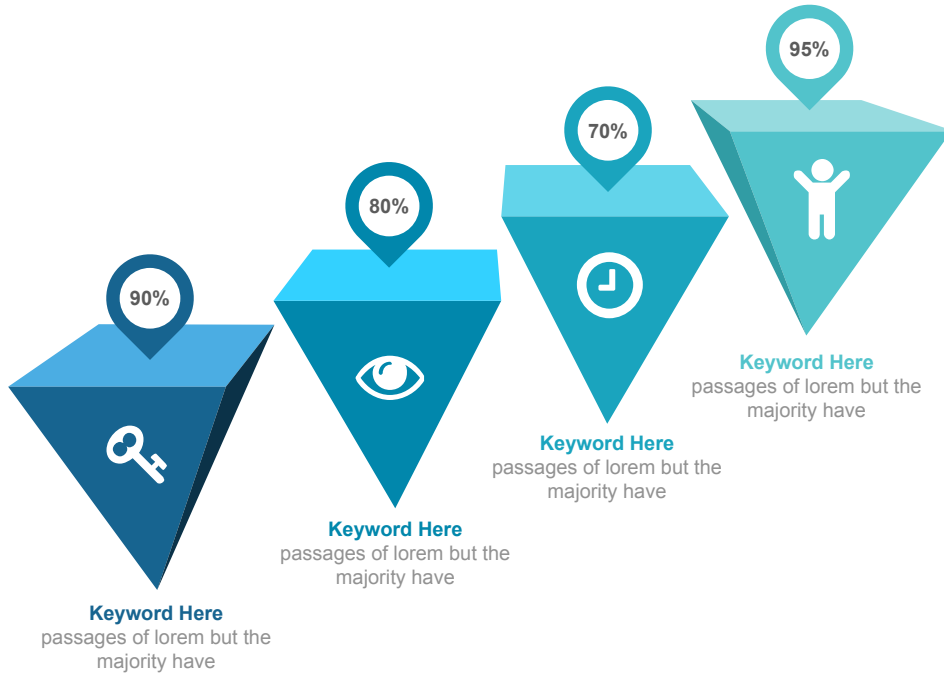 90%
Keyword Here
passages of lorem but the
majority have
80%
Keyword Here
passages of lorem but the
majority have
70%
Keyword Here
passages of lorem but the
majority have
95%
Keyword Here
passages of lorem but the
majority have